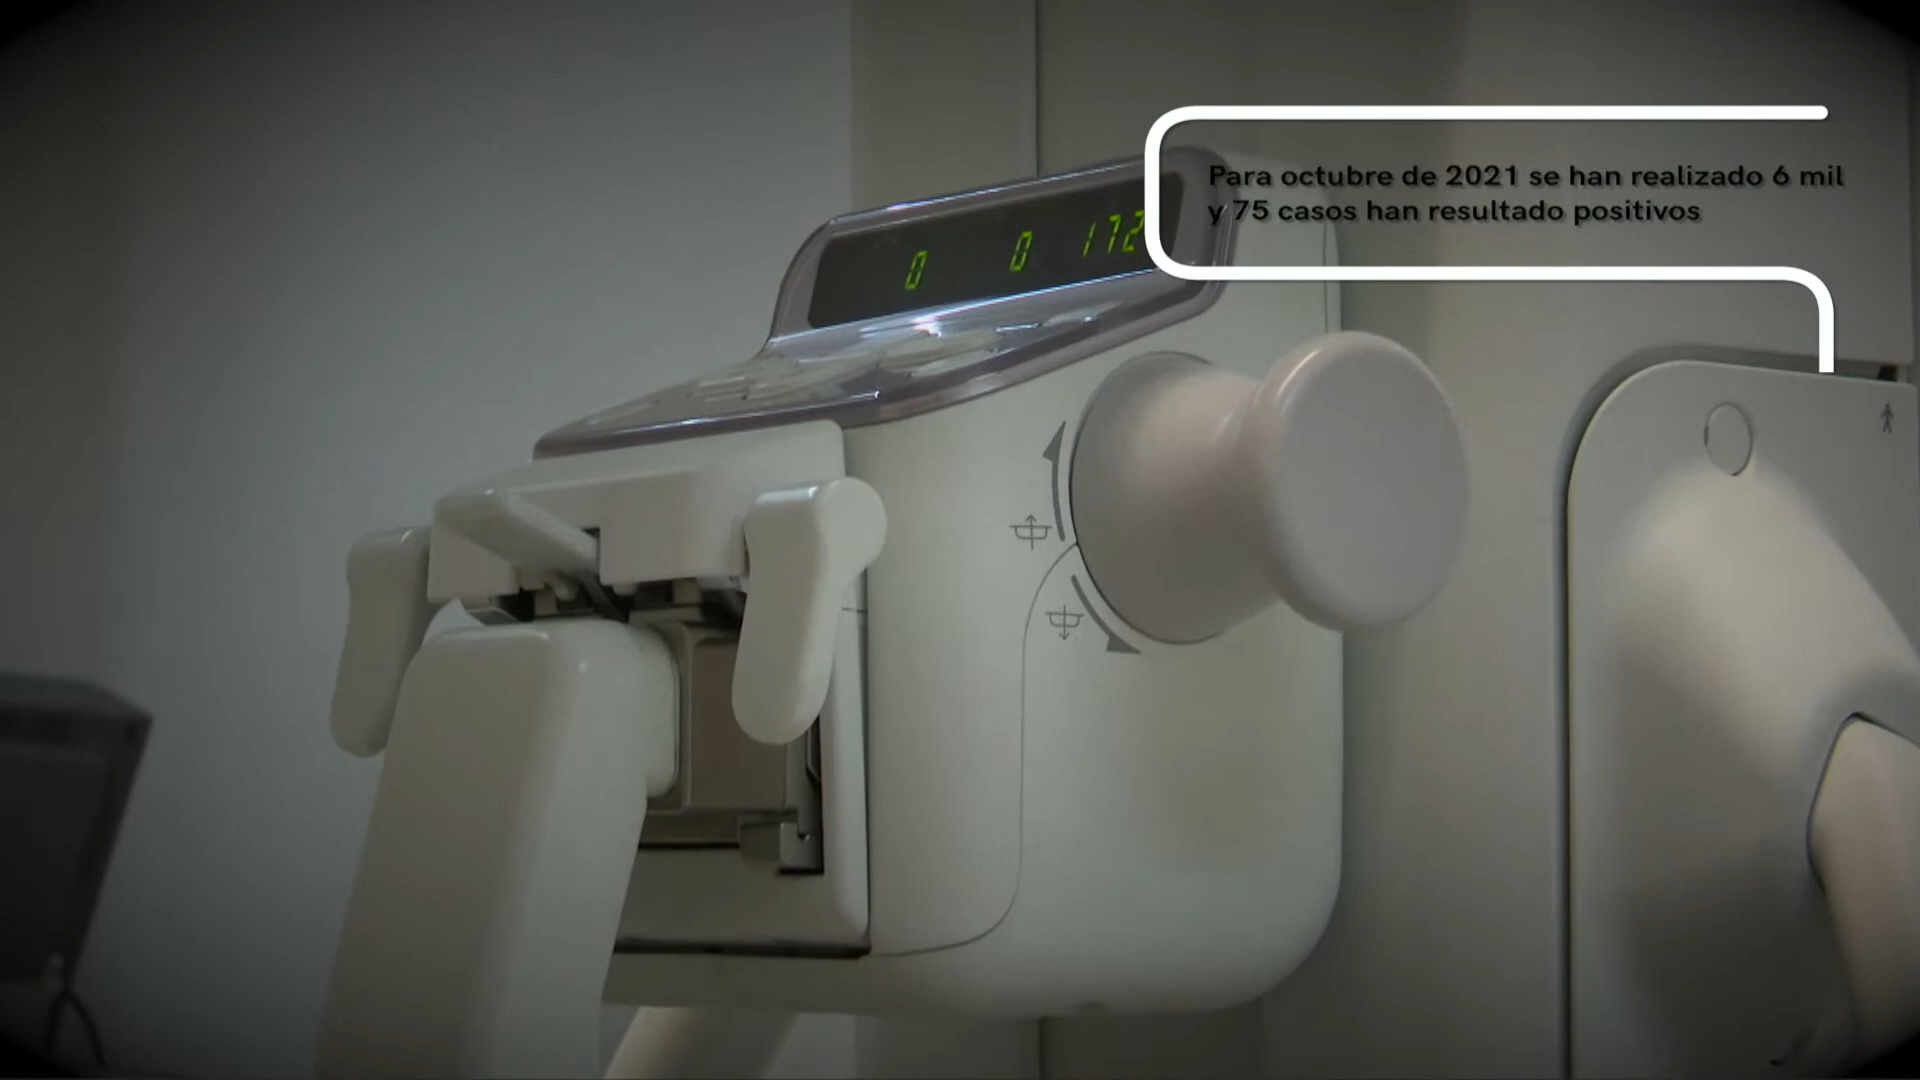 Para octubre de 2021 se han realizado 6 mil
y 75 casos han resultado positivos
0 0 172